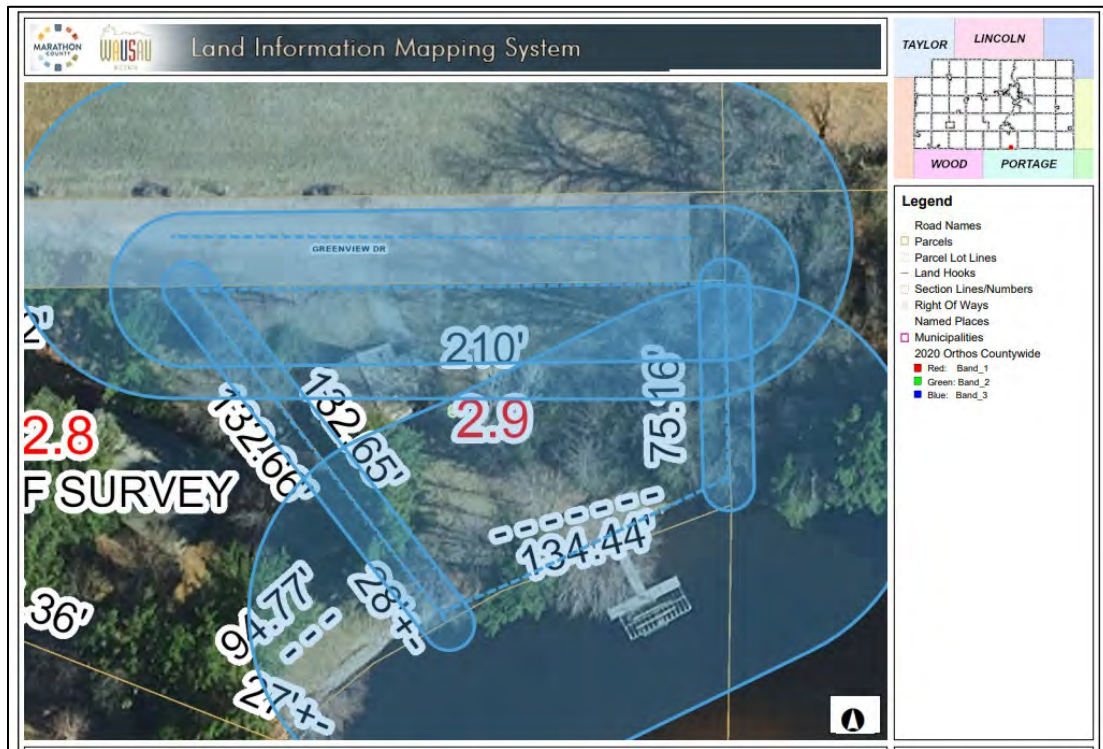 MARATHON
COUNTY
WAUSAU
Land Information Mapping System
TAYLOR
LINCOLN
WOOD
PORTAGE
GREENVIEW DR
2'
210'
132.65'
132.66'
2.9
75.16'
2.8
F SURVEY
134.44'
28'+-
94.77'
.36'
27'+-
Legend
Road Names
Parcels
Parcel Lot Lines
Land Hooks
Section Lines/Numbers
Right Of Ways
Named Places
Municipalities
2020 Orthos Countywide
Red: Band_1
Green: Band_2
Blue: Band_3